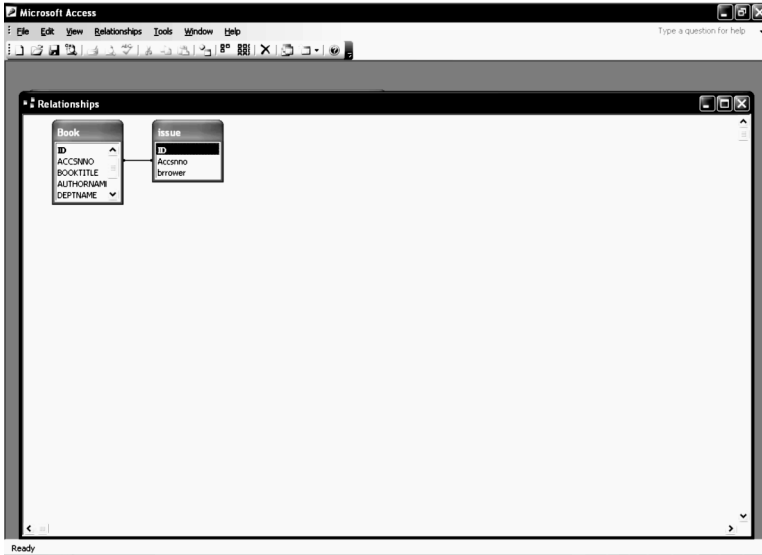 Microsoft Access
File Edit View Relationships Tools Window Help
Type a question for help
Relationships
Book
ID
ACCSNNO
BOOKTITLE
AUTHORNAMI
DEPTNAME
issue
ID
Accsnno
brrower
Ready